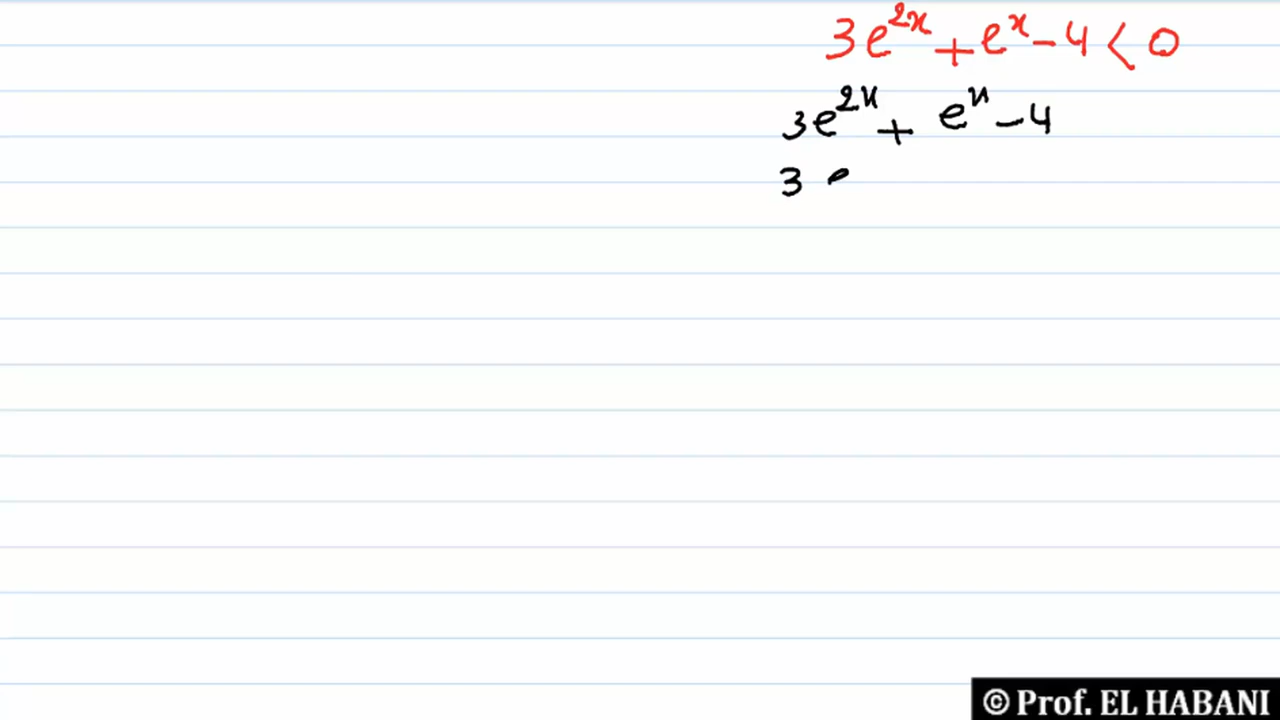 3e^{2x} + e^x - 4 < 0
3e^{2x} + e^x - 4
3
© Prof. EL HABANI